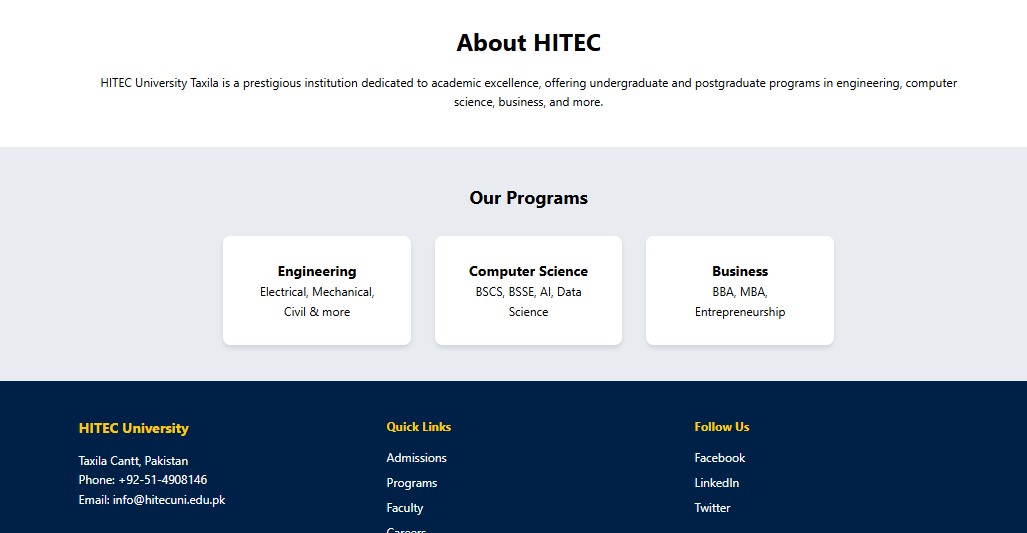 About HITEC
HITEC University Taxila is a prestigious institution dedicated to academic excellence, offering undergraduate and postgraduate programs in engineering, computer
science, business, and more.
Our Programs
Engineering
Electrical, Mechanical,
Civil & more
Computer Science
BSCS, BSSE, AI, Data
Science
Business
BBA, MBA,
Entrepreneurship
HITEC University
Taxila Cantt, Pakistan
Phone: +92-51-4908146
Email: info@hitecuni.edu.pk
Quick Links
Admissions
Programs
Faculty
Careers
Follow Us
Facebook
LinkedIn
Twitter